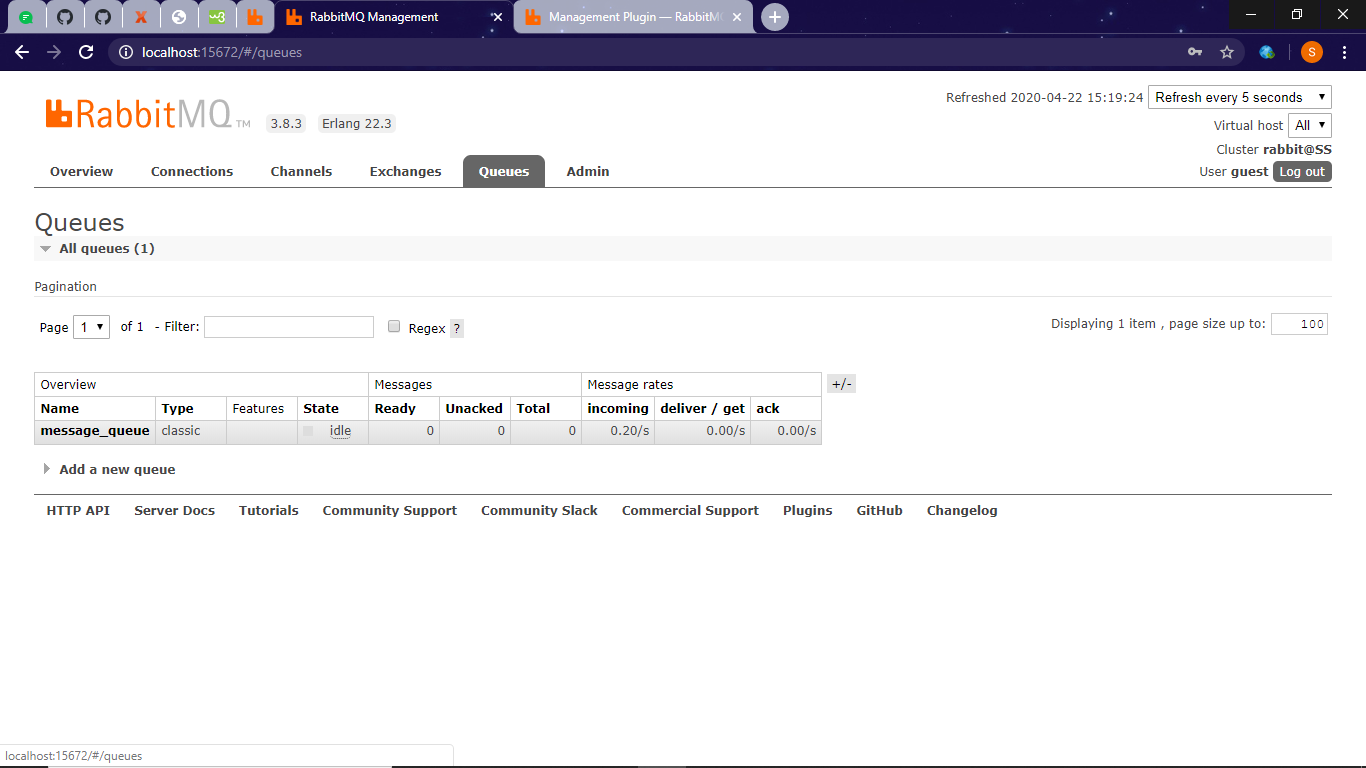 RabbitMQ Management
Management Plugin — RabbitM
localhost:15672/#/queues
RabbitMQ TM 3.8.3 Erlang 22.3
Refreshed 2020-04-22 15:19:24 Refresh every 5 seconds
Virtual host All
Cluster rabbit@SS
User guest Log out
Overview Connections Channels Exchanges Queues Admin
Queues
All queues (1)
Pagination
Page 1 of 1 - Filter: Regex ?
Displaying 1 item , page size up to: 100
Overview Messages Message rates +/-
Name Type Features State Ready Unacked Total incoming deliver / get ack
message_queue classic idle 0 0 0 0.20/s 0.00/s 0.00/s
Add a new queue
HTTP API Server Docs Tutorials Community Support Community Slack Commercial Support Plugins GitHub Changelog
localhost:15672/#/queues